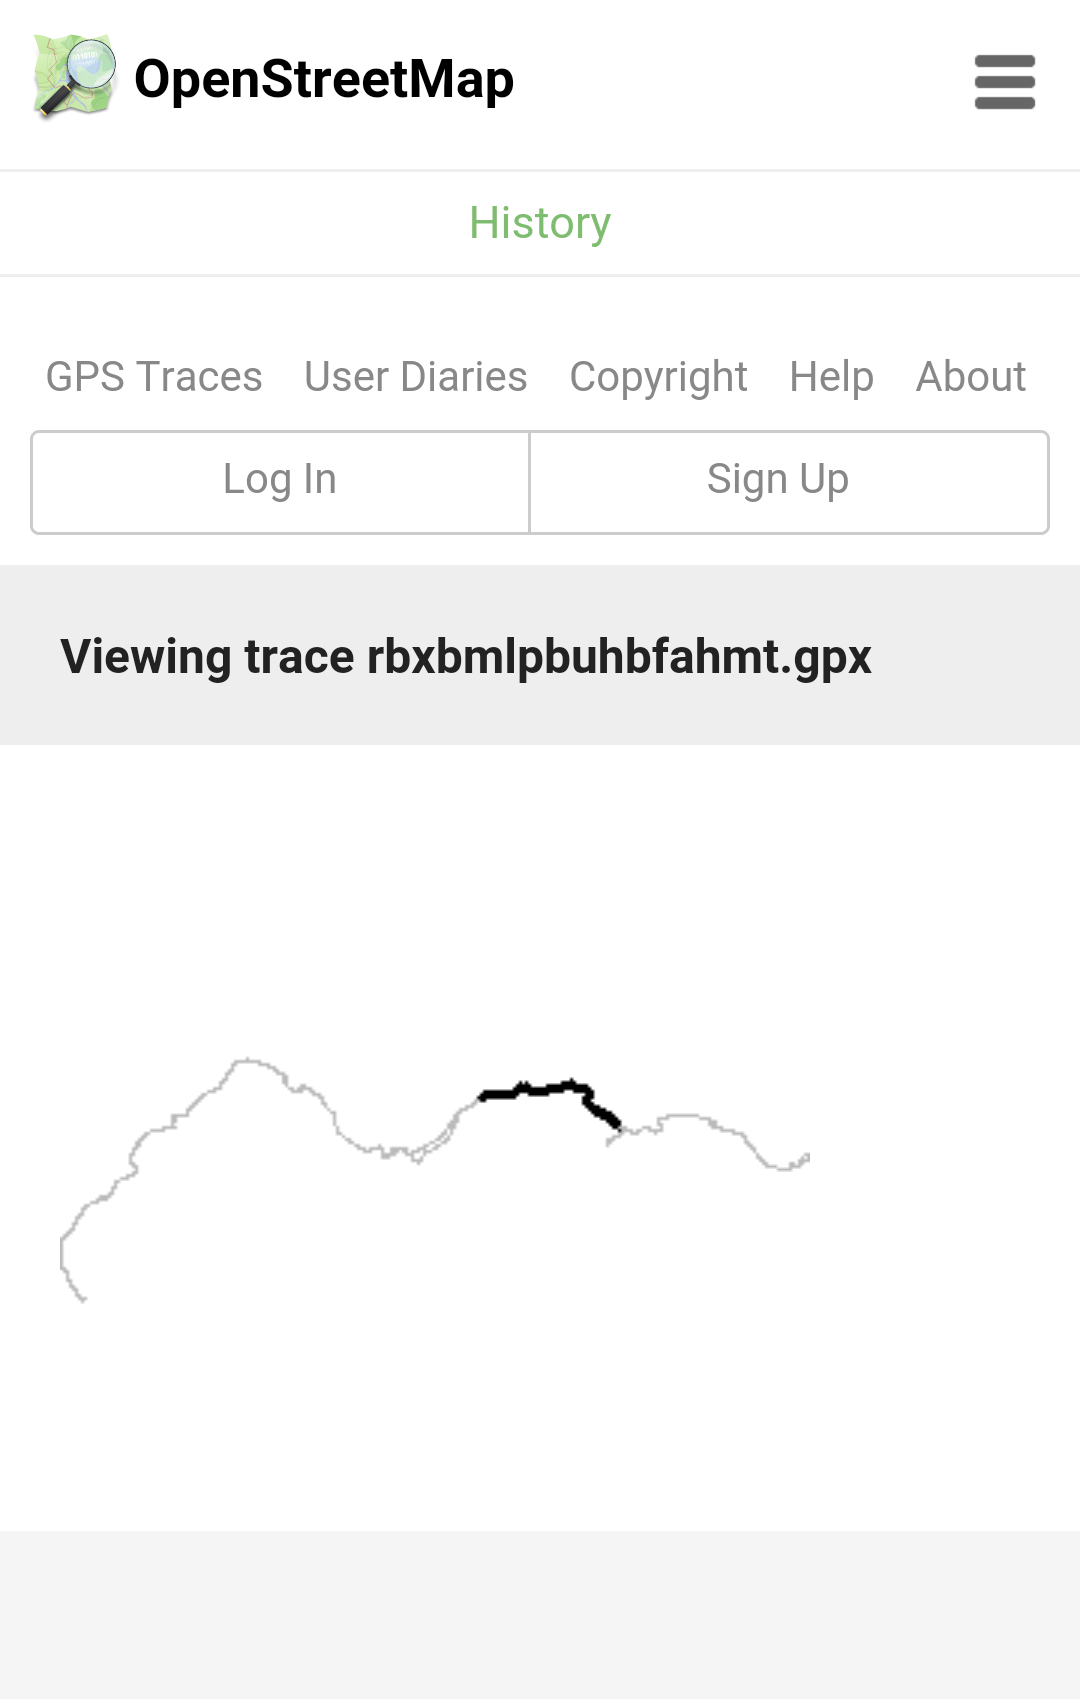 OpenStreetMap
History
GPS Traces User Diaries Copyright Help About
Log In Sign Up
Viewing trace rbxbmlpbuhbfahmt.gpx